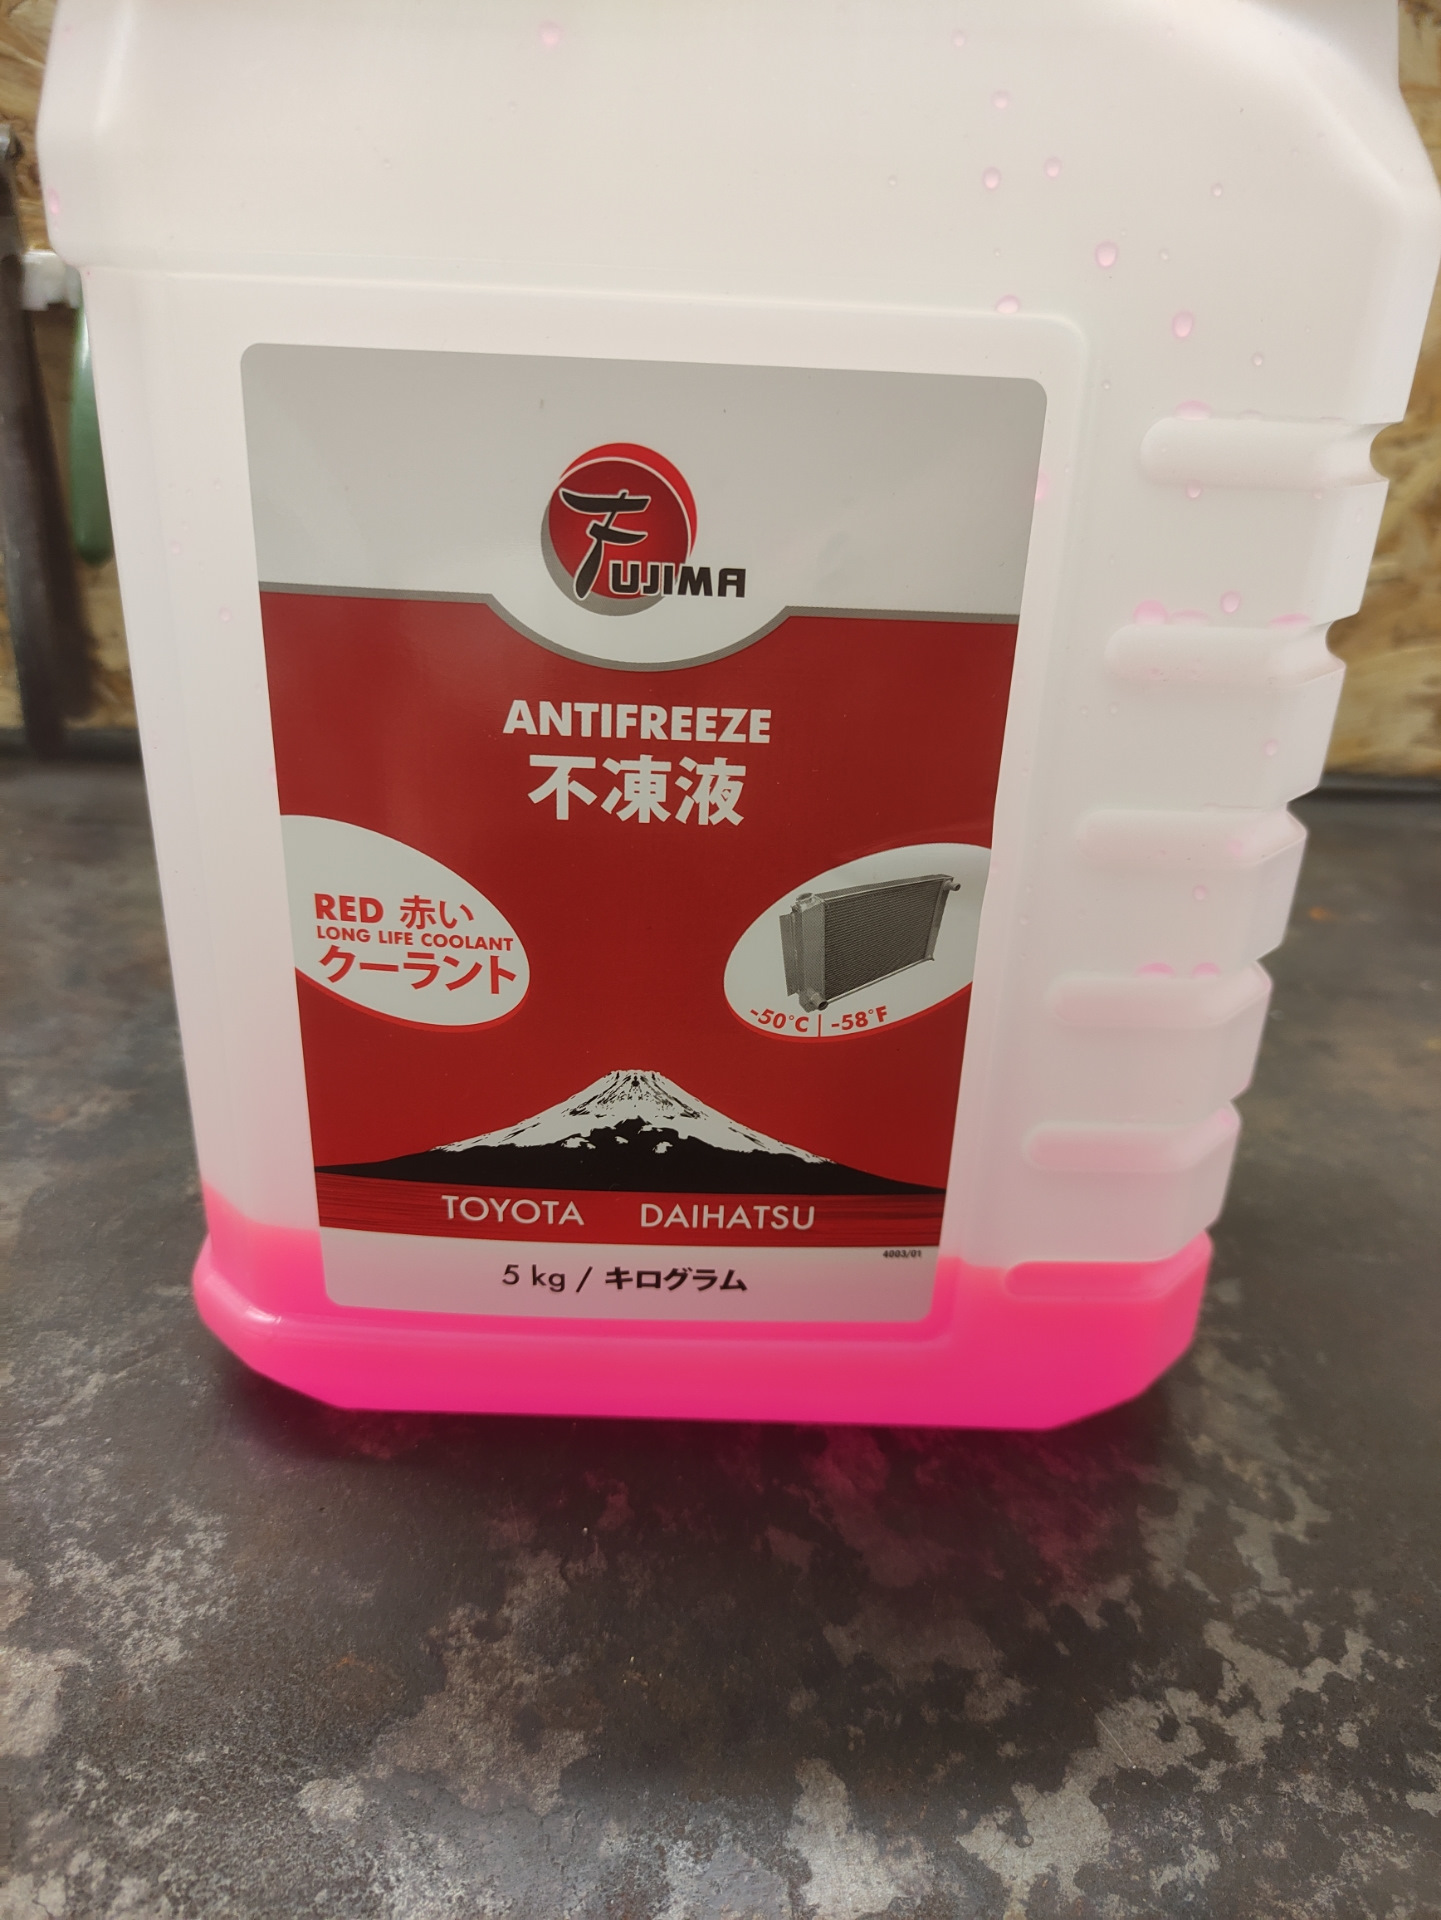 FUJIMA
ANTIFREEZE
不凍液
RED 赤い
LONG LIFE COOLANT
クーラント
-50°C | -58°F
TOYOTA DAIHATSU
4003/01
5 kg / キログラム